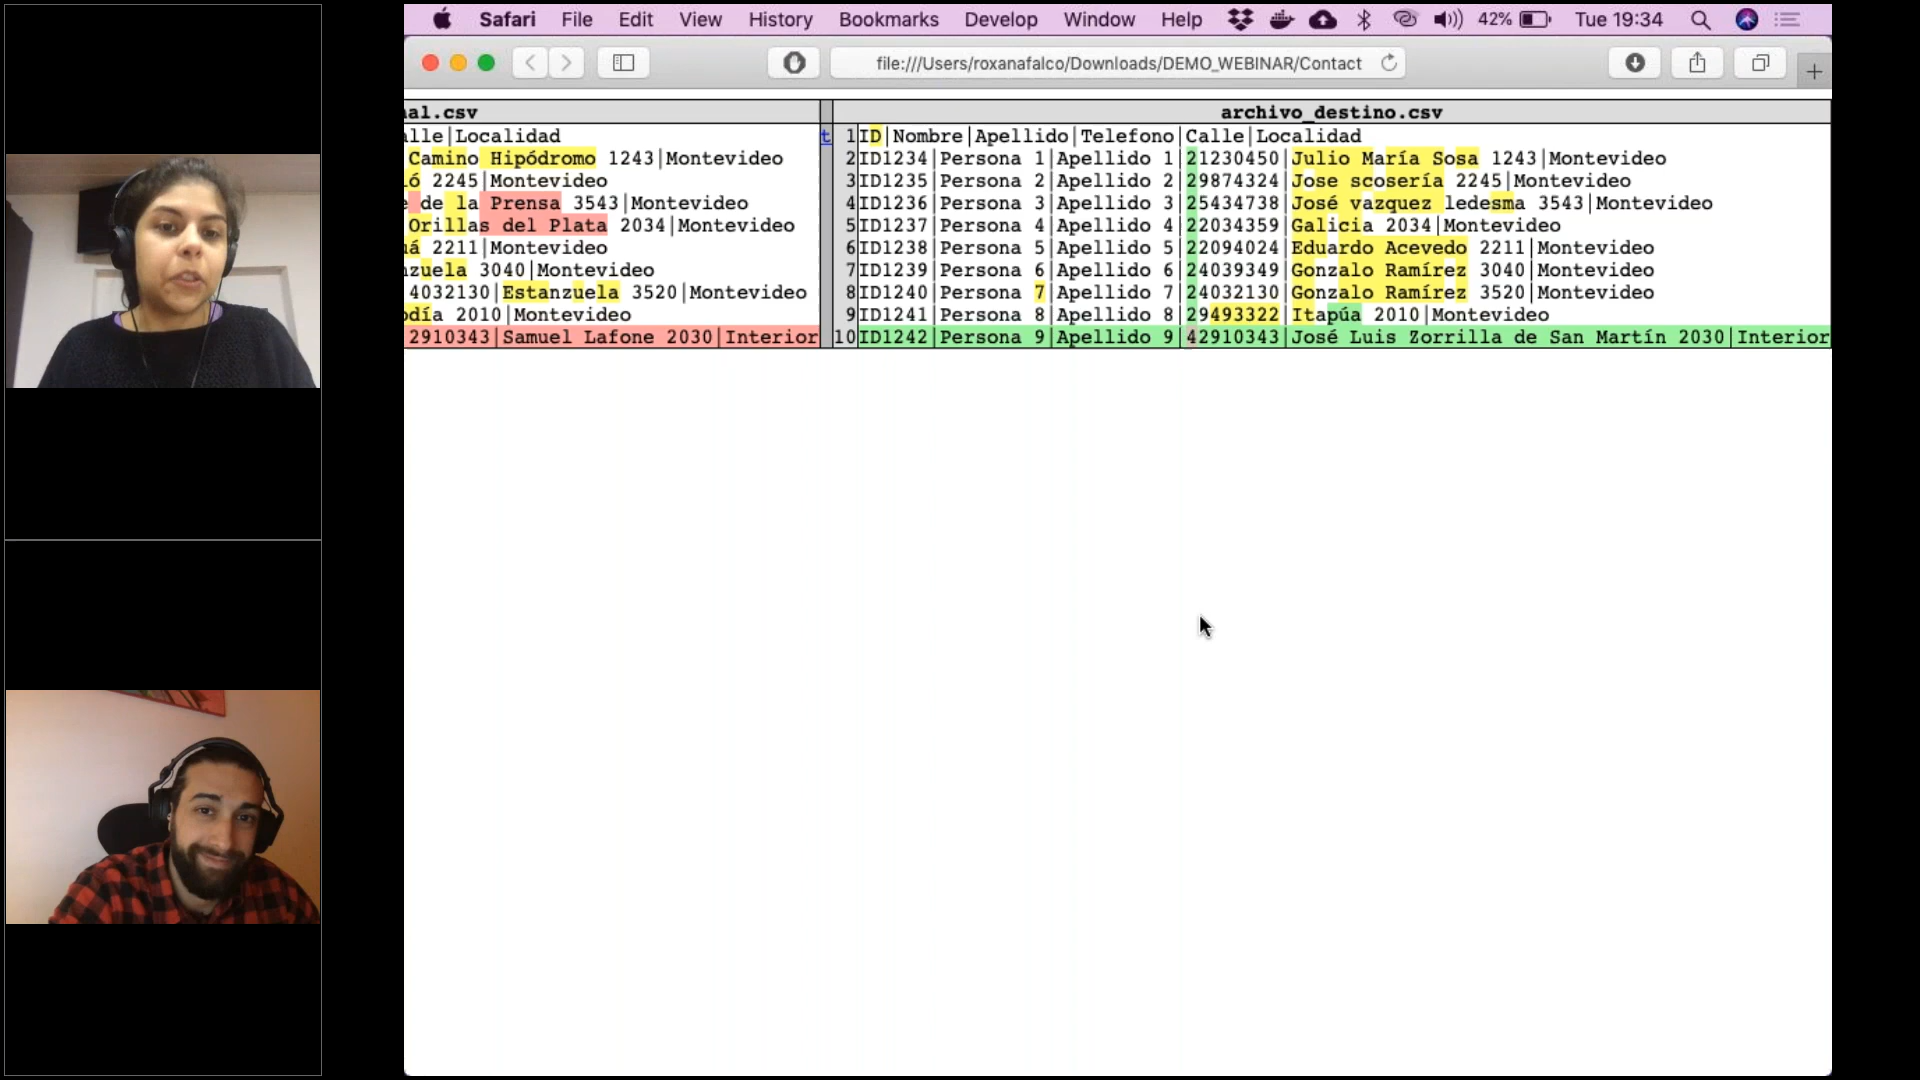 Safari File Edit View History Bookmarks Develop Window Help 42% Tue 19:34
file:///Users/roxanafalco/Downloads/DEMO_WEBINAR/Contact
nal.csv
alle|Localidad
Camino Hipódromo 1243|Montevideo
ó 2245|Montevideo
e de la Prensa 3543|Montevideo
Orillas del Plata 2034|Montevideo
uá 2211|Montevideo
nzuela 3040|Montevideo
4032130|Estanzuela 3520|Montevideo
odía 2010|Montevideo
2910343|Samuel Lafone 2030|Interior
t
archivo_destino.csv
1 ID|Nombre|Apellido|Telefono|Calle|Localidad
2 ID1234|Persona 1|Apellido 1|21230450|Julio María Sosa 1243|Montevideo
3 ID1235|Persona 2|Apellido 2|29874324|Jose scosería 2245|Montevideo
4 ID1236|Persona 3|Apellido 3|25434738|José vazquez ledesma 3543|Montevideo
5 ID1237|Persona 4|Apellido 4|22034359|Galicia 2034|Montevideo
6 ID1238|Persona 5|Apellido 5|22094024|Eduardo Acevedo 2211|Montevideo
7 ID1239|Persona 6|Apellido 6|24039349|Gonzalo Ramírez 3040|Montevideo
8 ID1240|Persona 7|Apellido 7|24032130|Gonzalo Ramírez 3520|Montevideo
9 ID1241|Persona 8|Apellido 8|29493322|Itapúa 2010|Montevideo
10 ID1242|Persona 9|Apellido 9|42910343|José Luis Zorrilla de San Martín 2030|Interior